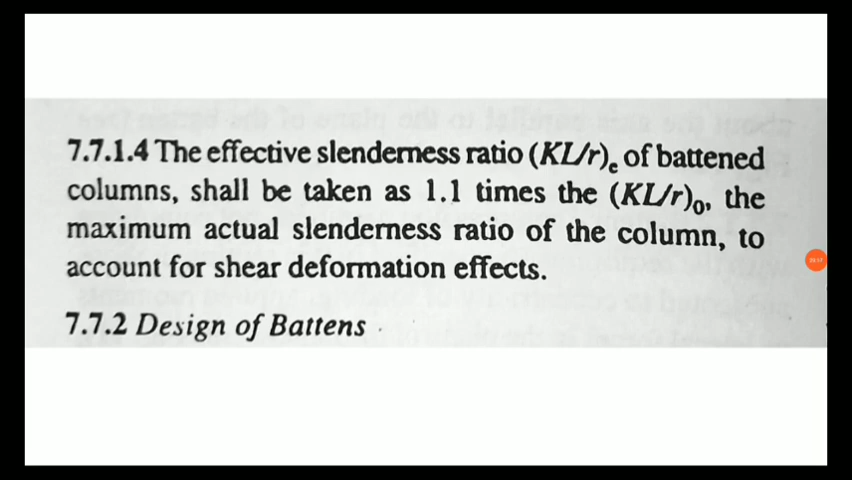 7.7.1.4 The effective slenderness ratio (KL/r)e of battened
columns, shall be taken as 1.1 times the (KL/r)0, the
maximum actual slenderness ratio of the column, to
account for shear deformation effects.
7.7.2 Design of Battens